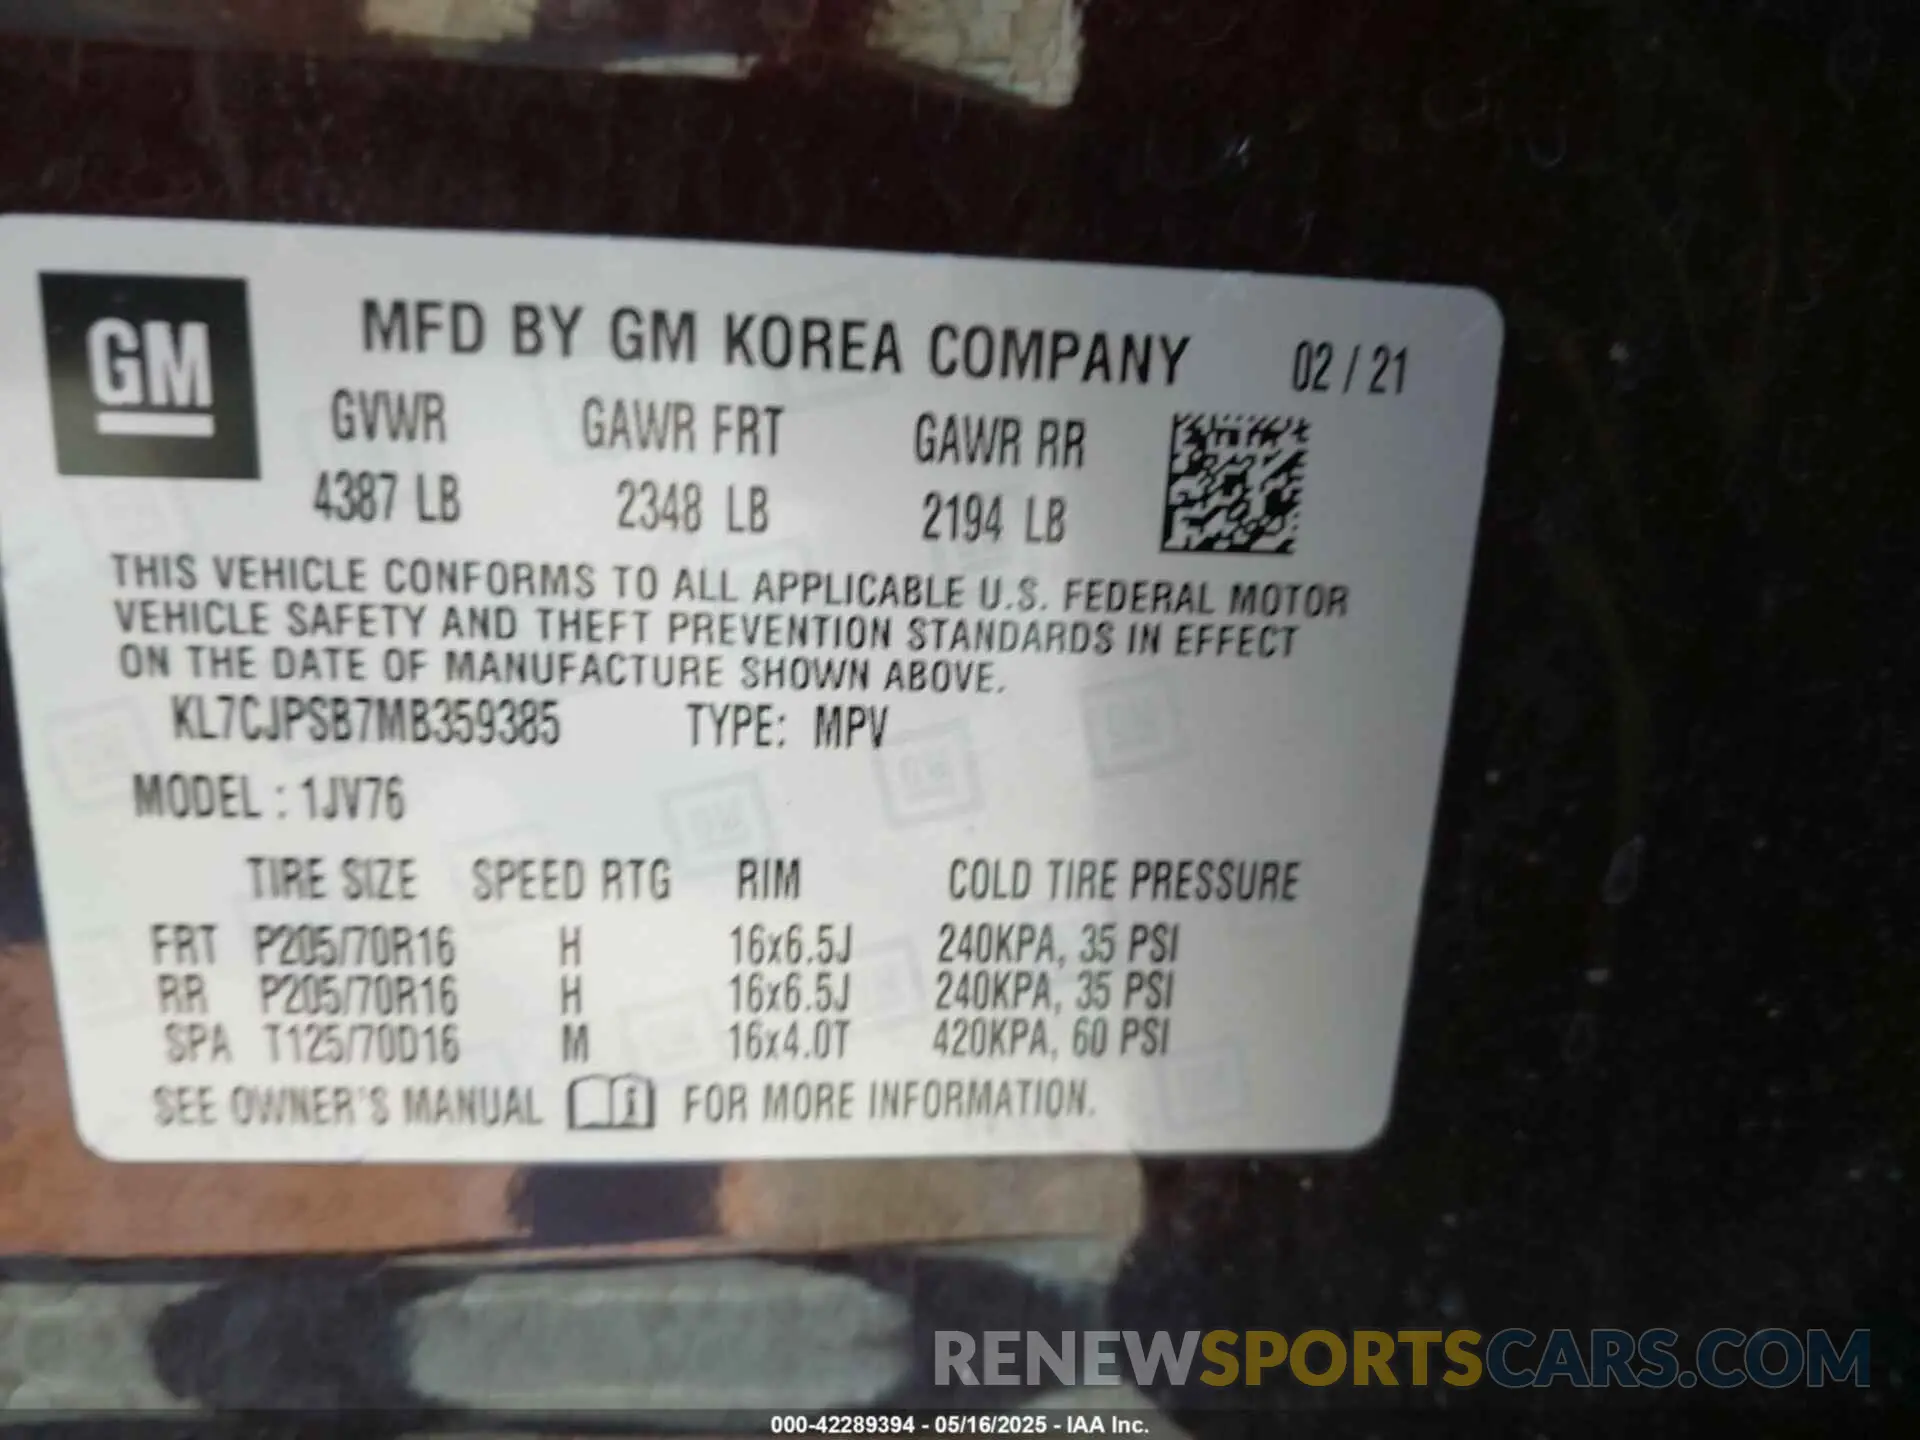 GM
MFD BY GM KOREA COMPANY 02 / 21
GVWR GAWR FRT GAWR RR
4387 LB 2348 LB 2194 LB
THIS VEHICLE CONFORMS TO ALL APPLICABLE U.S. FEDERAL MOTOR
VEHICLE SAFETY AND THEFT PREVENTION STANDARDS IN EFFECT
ON THE DATE OF MANUFACTURE SHOWN ABOVE.
KL7CJPSB7MB359385 TYPE: MPV
MODEL : 1JV76
TIRE SIZE SPEED RTG RIM COLD TIRE PRESSURE
FRT P205/70R16 H 16x6.5J 240KPA, 35 PSI
RR P205/70R16 H 16x6.5J 240KPA, 35 PSI
SPA T125/70D16 M 16x4.0T 420KPA, 60 PSI
SEE OWNER'S MANUAL i FOR MORE INFORMATION.
RENEWSPORTSCARS.COM
000-42289394 - 05/16/2025 - IAA Inc.